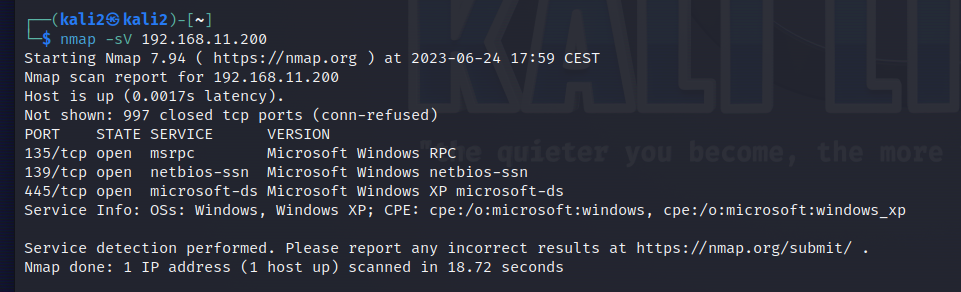 ┌──(kali2㉿kali2)-[~]
└─$ nmap -sV 192.168.11.200
Starting Nmap 7.94 ( https://nmap.org ) at 2023-06-24 17:59 CEST
Nmap scan report for 192.168.11.200
Host is up (0.0017s latency).
Not shown: 997 closed tcp ports (conn-refused)
PORT    STATE SERVICE      VERSION
135/tcp open  msrpc        Microsoft Windows RPC
139/tcp open  netbios-ssn  Microsoft Windows netbios-ssn
445/tcp open  microsoft-ds Microsoft Windows XP microsoft-ds
Service Info: OSs: Windows, Windows XP; CPE: cpe:/o:microsoft:windows, cpe:/o:microsoft:windows_xp

Service detection performed. Please report any incorrect results at https://nmap.org/submit/ .
Nmap done: 1 IP address (1 host up) scanned in 18.72 seconds
KALI LI
"the quieter you become, the more